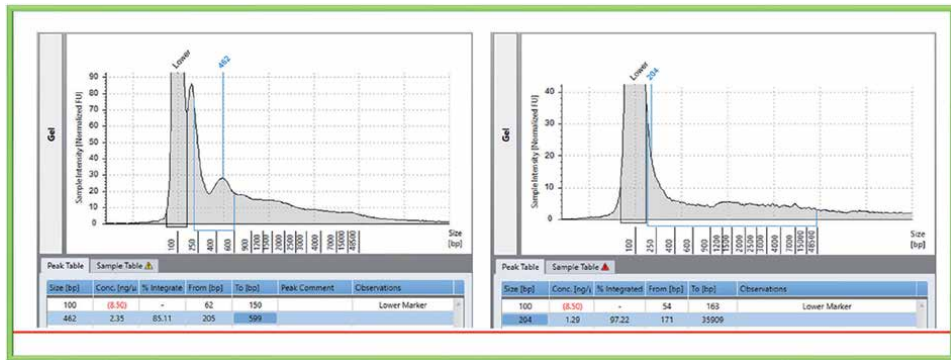 Lower
462
Gel
Sample Intensity [Normalized FU]
90
80
70
60
50
40
30
20
10
0
100
250
400
600
900
1200
1500
2000
2500
3000
4000
7000
15000
48500
Size
[bp]
Peak Table Sample Table
Size [bp] Conc. [ng/µ % Integrate From [bp] To [bp] Peak Comment Observations
100 (8.50) - 62 150 Lower Marker
462 2.35 85.11 205 599
Lower
204
Gel
Sample Intensity [Normalized FU]
40
30
20
10
0
100
250
400
600
900
1200
1500
2000
2500
3000
4000
7000
15000
48500
Size
[bp]
Peak Table Sample Table
Size [bp] Conc. [ng/ % Integrated From [bp] To [bp] Observations
100 (8.50) - 54 163 Lower Marker
204 1.29 97.22 171 35909